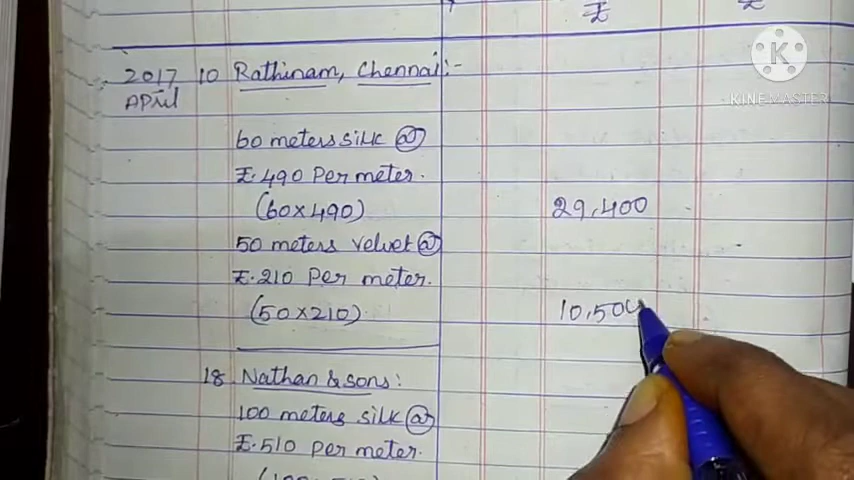 ₹ ₹
KINEMASTER
2017 10 Rathinam, Chennai:-
April
60 meters silk @
₹.490 Per meter.
(60×490) 29,400
50 meters velvet @
₹.210 Per meter.
(50×210) 10,500
18 Nathan & sons:
100 meters silk @
₹.510 per meter.